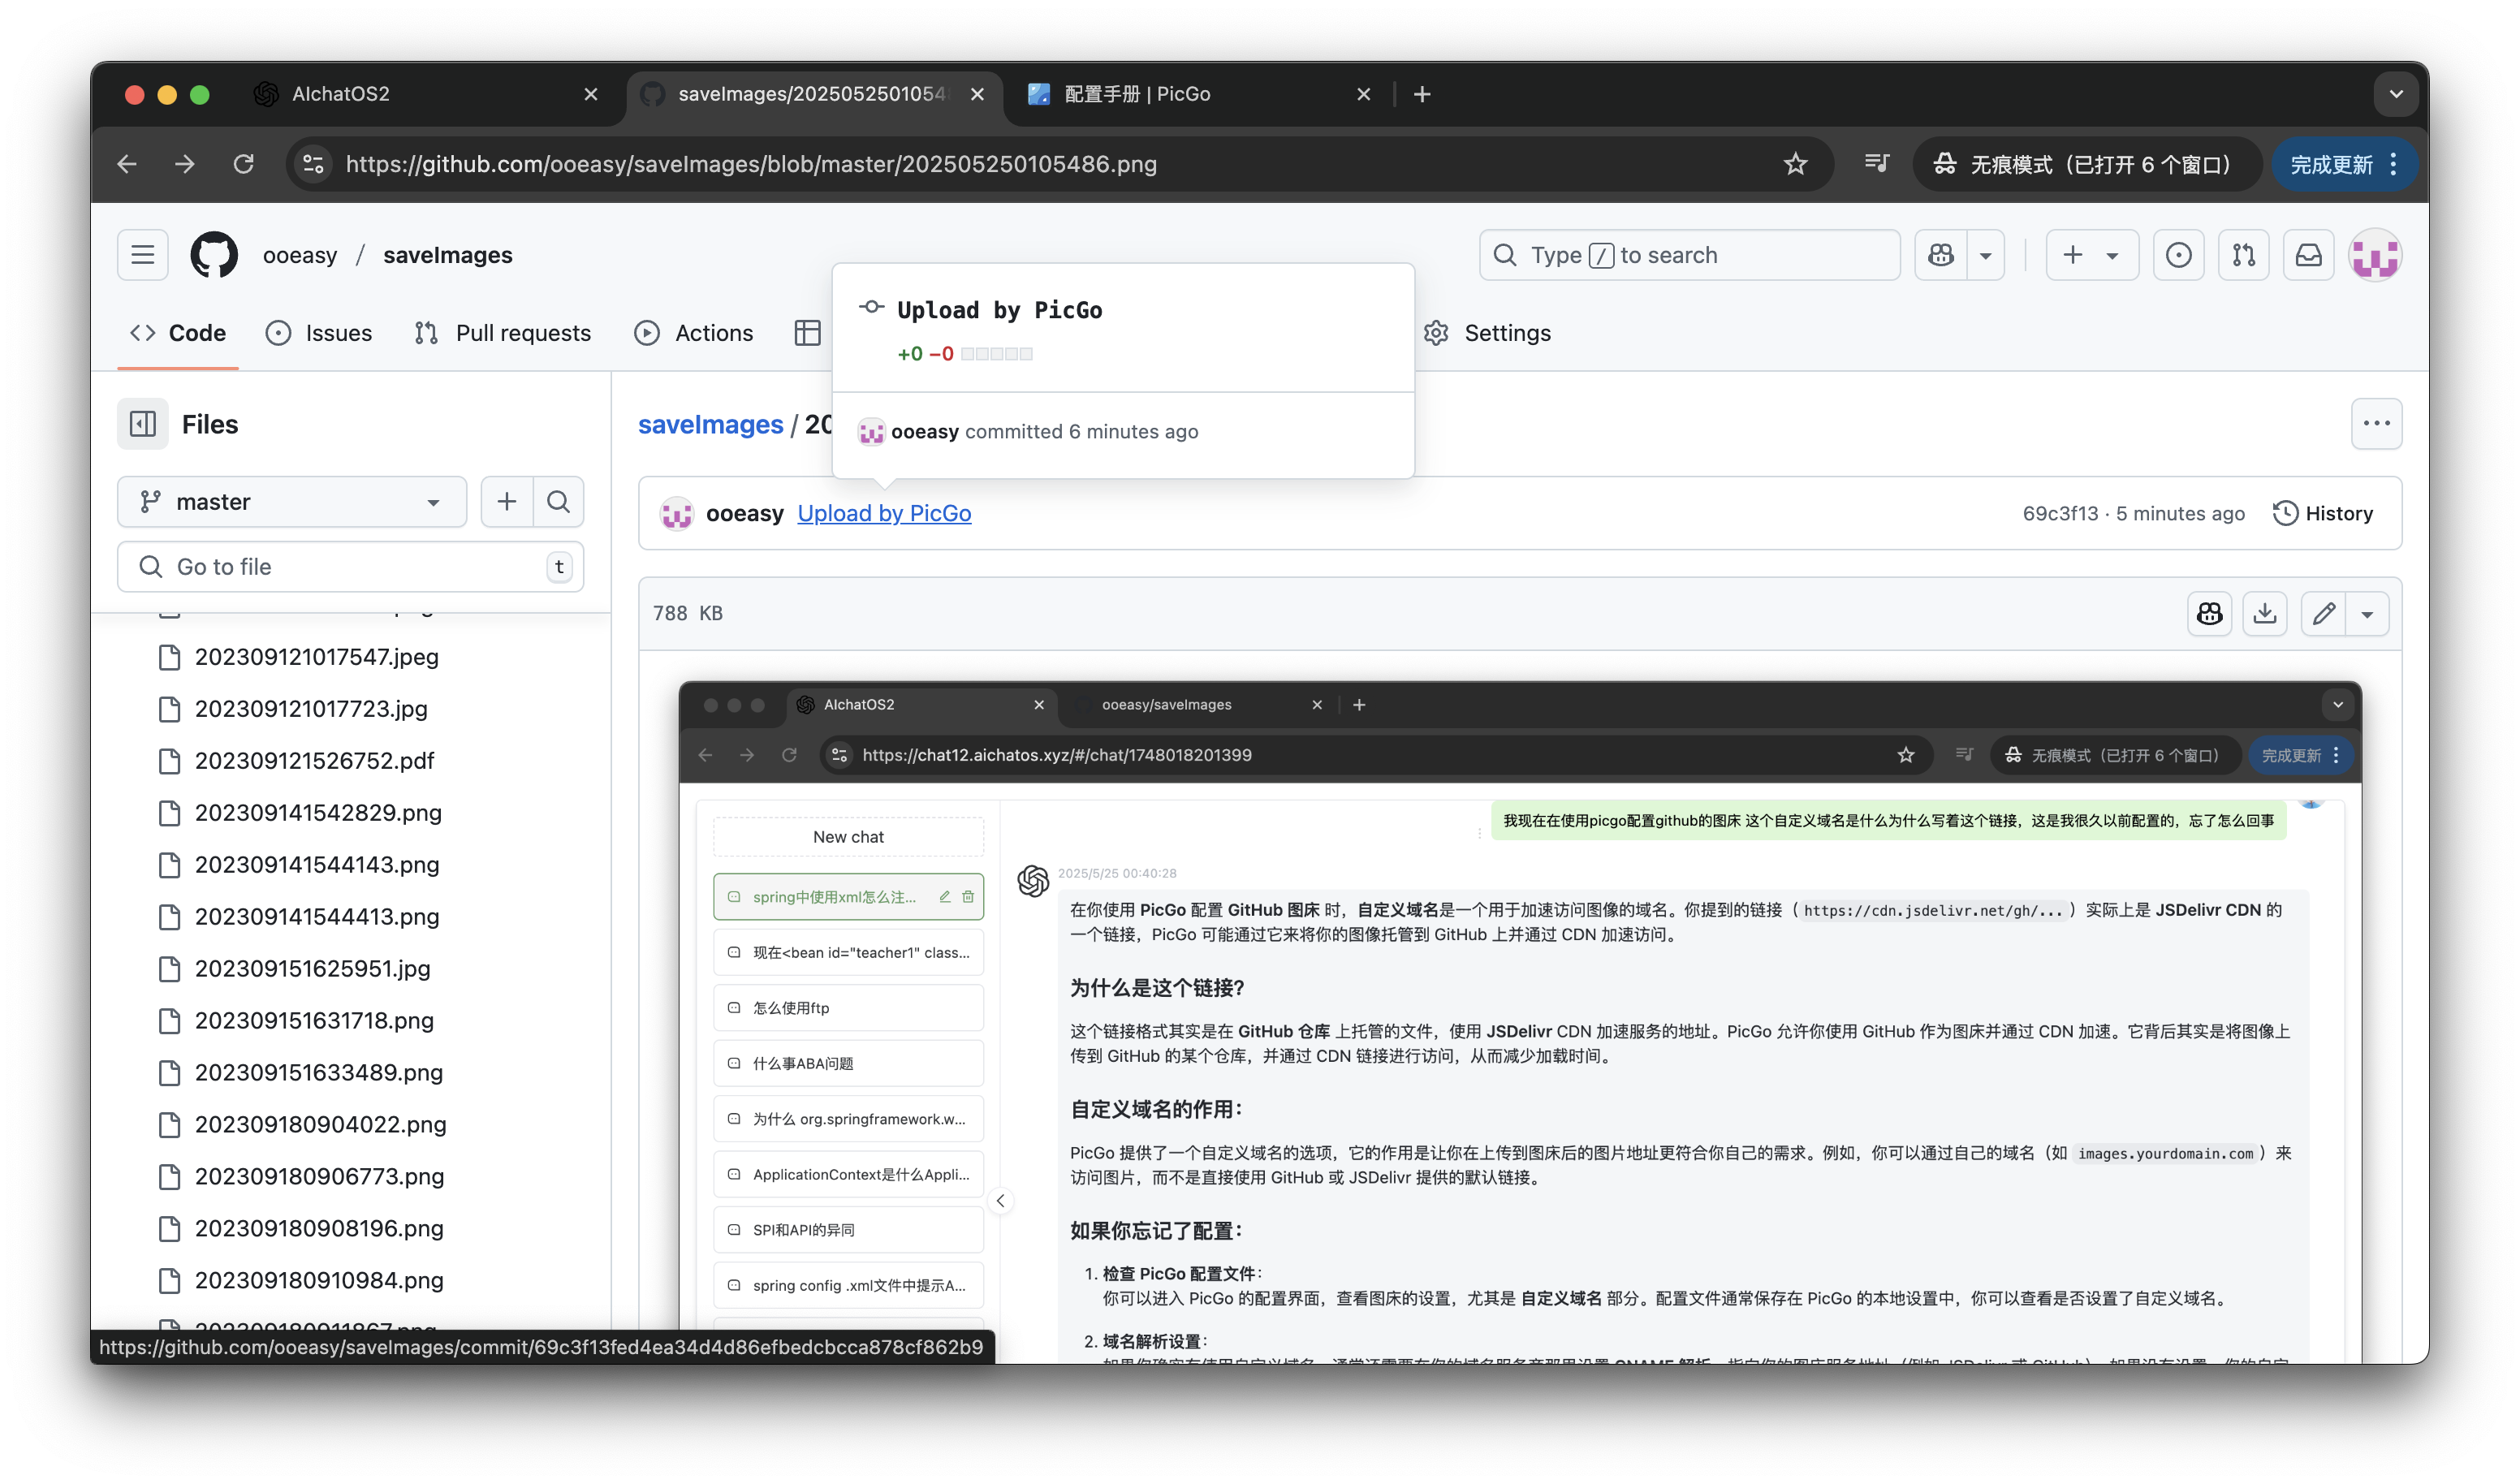 AIchatOS2
saveImages/20250525010548
配置手册 | PicGo
https://github.com/ooeasy/saveImages/blob/master/202505250105486.png
无痕模式（已打开 6 个窗口）
完成更新
ooeasy / saveImages
Type / to search
Code
Issues
Pull requests
Actions
Settings
Upload by PicGo
+0 −0
ooeasy committed 6 minutes ago
Files
master
Go to file
t
202309121017547.jpeg
202309121017723.jpg
202309121526752.pdf
202309141542829.png
202309141544143.png
202309141544413.png
202309151625951.jpg
202309151631718.png
202309151633489.png
202309180904022.png
202309180906773.png
202309180908196.png
202309180910984.png
202309180911867.png
https://github.com/ooeasy/saveImages/commit/69c3f13fed4ea34d4d86efbedcbcca878cf862b9
saveImages / 20
ooeasy Upload by PicGo
69c3f13 · 5 minutes ago
History
788 KB
AIchatOS2
ooeasy/saveImages
https://chat12.aichatos.xyz/#/chat/1748018201399
无痕模式（已打开 6 个窗口）
完成更新
New chat
spring中使用xml怎么注...
现在<bean id="teacher1" class...
怎么使用ftp
什么事ABA问题
为什么 org.springframework.w...
ApplicationContext是什么Appli...
SPI和API的异同
spring config .xml文件中提示A...
我现在在使用picgo配置github的图床 这个自定义域名是什么为什么写着这个链接，这是我很久以前配置的，忘了怎么回事
2025/5/25 00:40:28
在你使用 PicGo 配置 GitHub 图床 时，自定义域名是一个用于加速访问图像的域名。你提到的链接（ https://cdn.jsdelivr.net/gh/... ）实际上是 JSDelivr CDN 的
一个链接，PicGo 可能通过它来将你的图像托管到 GitHub 上并通过 CDN 加速访问。
为什么是这个链接？
这个链接格式其实是在 GitHub 仓库 上托管的文件，使用 JSDelivr CDN 加速服务的地址。PicGo 允许你使用 GitHub 作为图床并通过 CDN 加速。它背后其实是将图像上
传到 GitHub 的某个仓库，并通过 CDN 链接进行访问，从而减少加载时间。
自定义域名的作用：
PicGo 提供了一个自定义域名的选项，它的作用是让你在上传到图床后的图片地址更符合你自己的需求。例如，你可以通过自己的域名（如 images.yourdomain.com ）来
访问图片，而不是直接使用 GitHub 或 JSDelivr 提供的默认链接。
如果你忘记了配置：
1. 检查 PicGo 配置文件：
你可以进入 PicGo 的配置界面，查看图床的设置，尤其是 自定义域名 部分。配置文件通常保存在 PicGo 的本地设置中，你可以查看是否设置了自定义域名。
2. 域名解析设置：